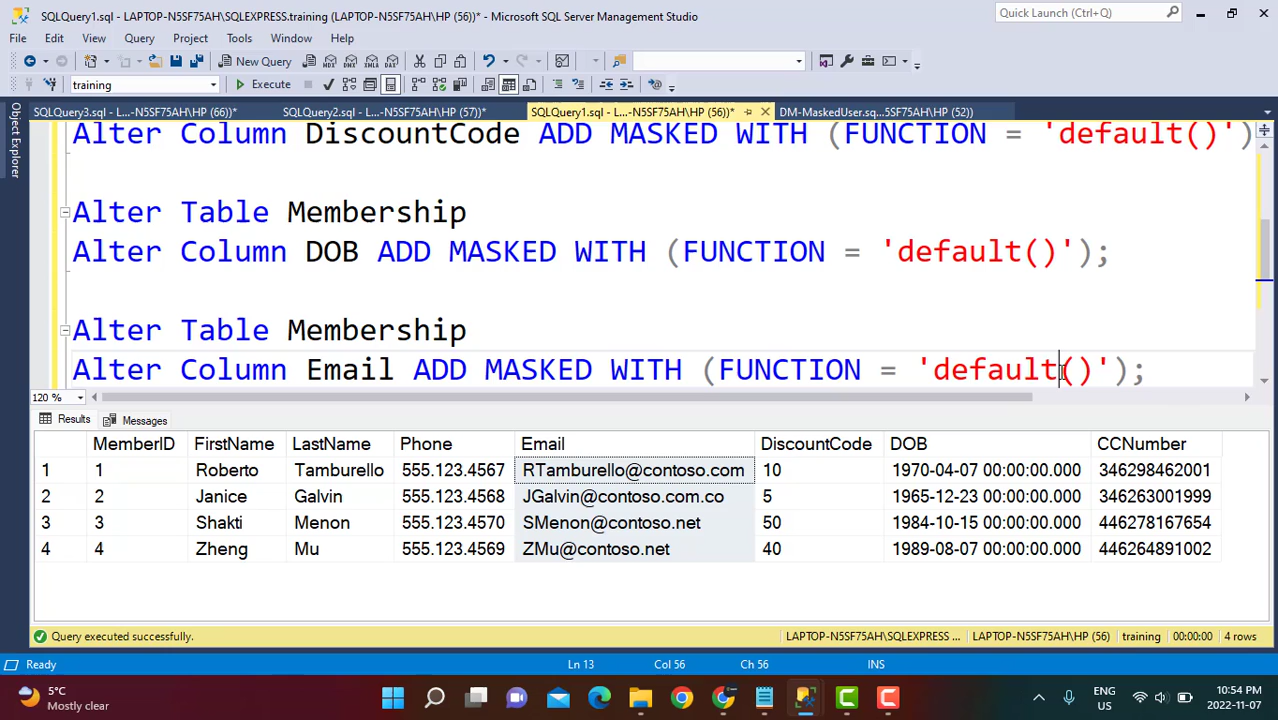 SQLQuery1.sql - LAPTOP-N5SF75AH\SQLEXPRESS.training (LAPTOP-N5SF75AH\HP (56))* - Microsoft SQL Server Management Studio
Quick Launch (Ctrl+Q)
File Edit View Query Project Tools Window Help
New Query
training Execute
SQLQuery3.sql - L...-N5SF75AH\HP (66))* SQLQuery2.sql - L...-N5SF75AH\HP (57))* SQLQuery1.sql - L...-N5SF75AH\HP (56))* DM-MaskedUser.sq...5SF75AH\HP (52))
Object Explorer
Alter Column DiscountCode ADD MASKED WITH (FUNCTION = 'default()')
Alter Table Membership
Alter Column DOB ADD MASKED WITH (FUNCTION = 'default()');
Alter Table Membership
Alter Column Email ADD MASKED WITH (FUNCTION = 'default()');
120 %
Results Messages
MemberID FirstName LastName Phone Email DiscountCode DOB CCNumber
1 1 Roberto Tamburello 555.123.4567 RTamburello@contoso.com 10 1970-04-07 00:00:00.000 346298462001
2 2 Janice Galvin 555.123.4568 JGalvin@contoso.com.co 5 1965-12-23 00:00:00.000 346263001999
3 3 Shakti Menon 555.123.4570 SMenon@contoso.net 50 1984-10-15 00:00:00.000 446278167654
4 4 Zheng Mu 555.123.4569 ZMu@contoso.net 40 1989-08-07 00:00:00.000 446264891002
Query executed successfully. LAPTOP-N5SF75AH\SQLEXPRESS ... LAPTOP-N5SF75AH\HP (56) training 00:00:00 4 rows
Ready Ln 13 Col 56 Ch 56 INS
5°C
Mostly clear
ENG
US
10:54 PM
2022-11-07